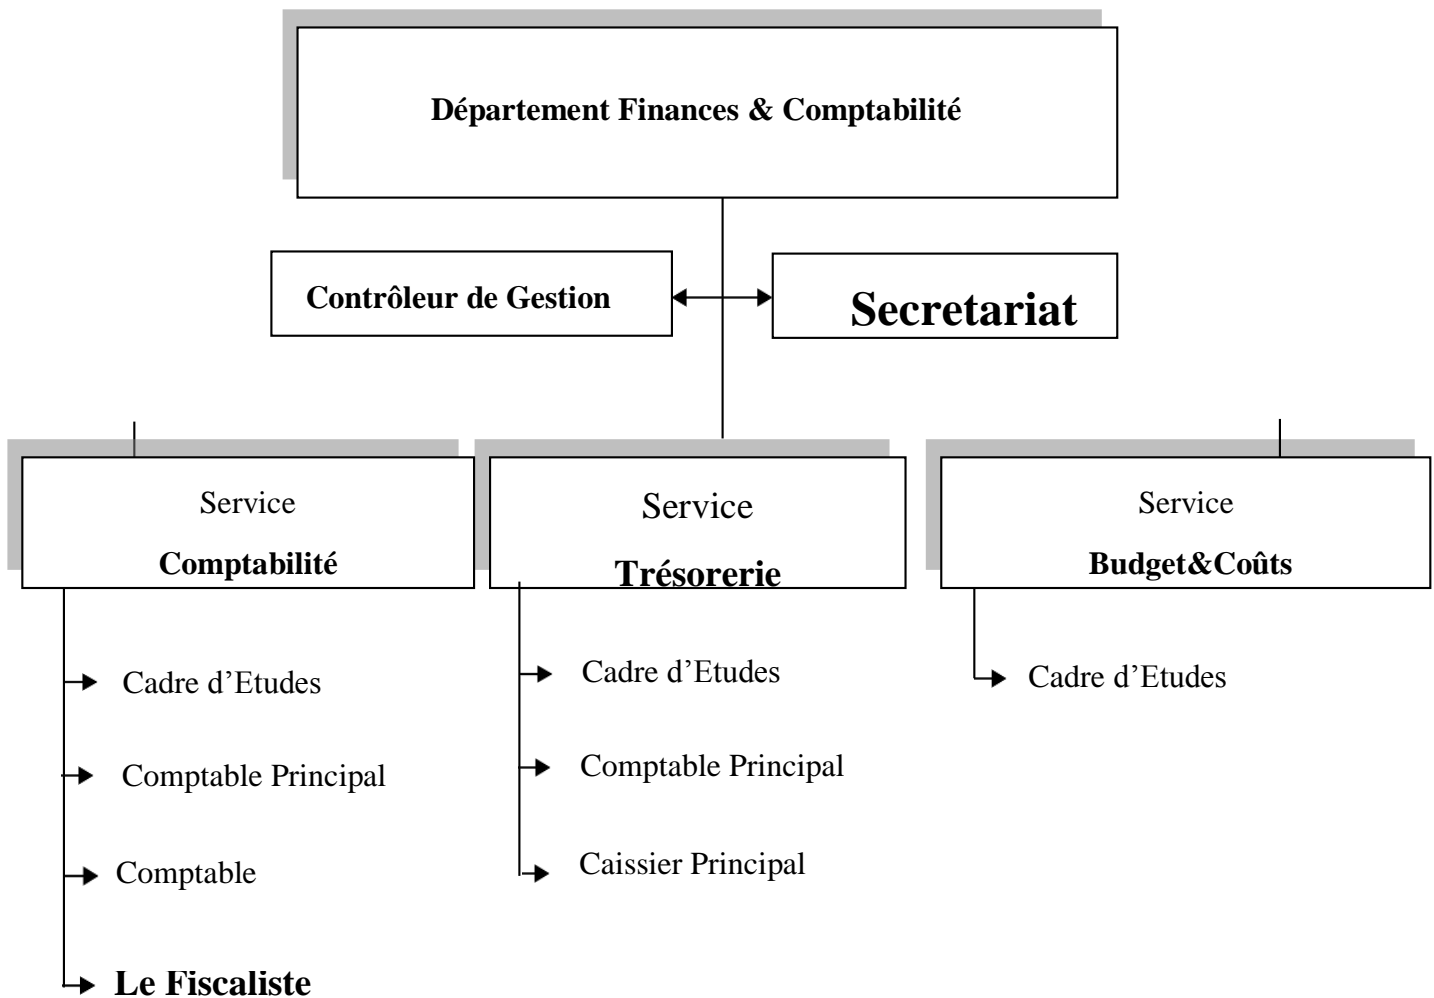 Département Finances & Comptabilité
Contrôleur de Gestion
Secretariat
Service
Comptabilité
Cadre d’Etudes
Comptable Principal
Comptable
Le Fiscaliste
Service
Trésorerie
Cadre d’Etudes
Comptable Principal
Caissier Principal
Service
Budget&Coûts
Cadre d’Etudes